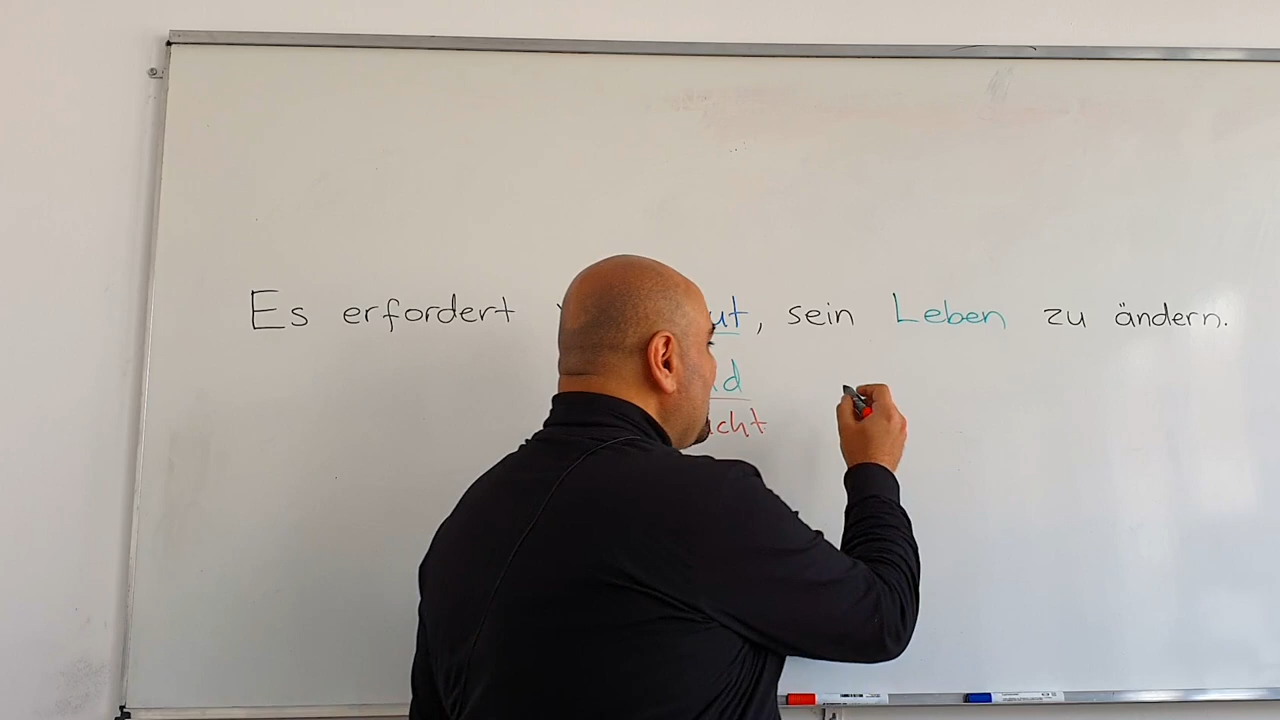 Es erfordert ut, sein Leben zu ändern.
d
cht